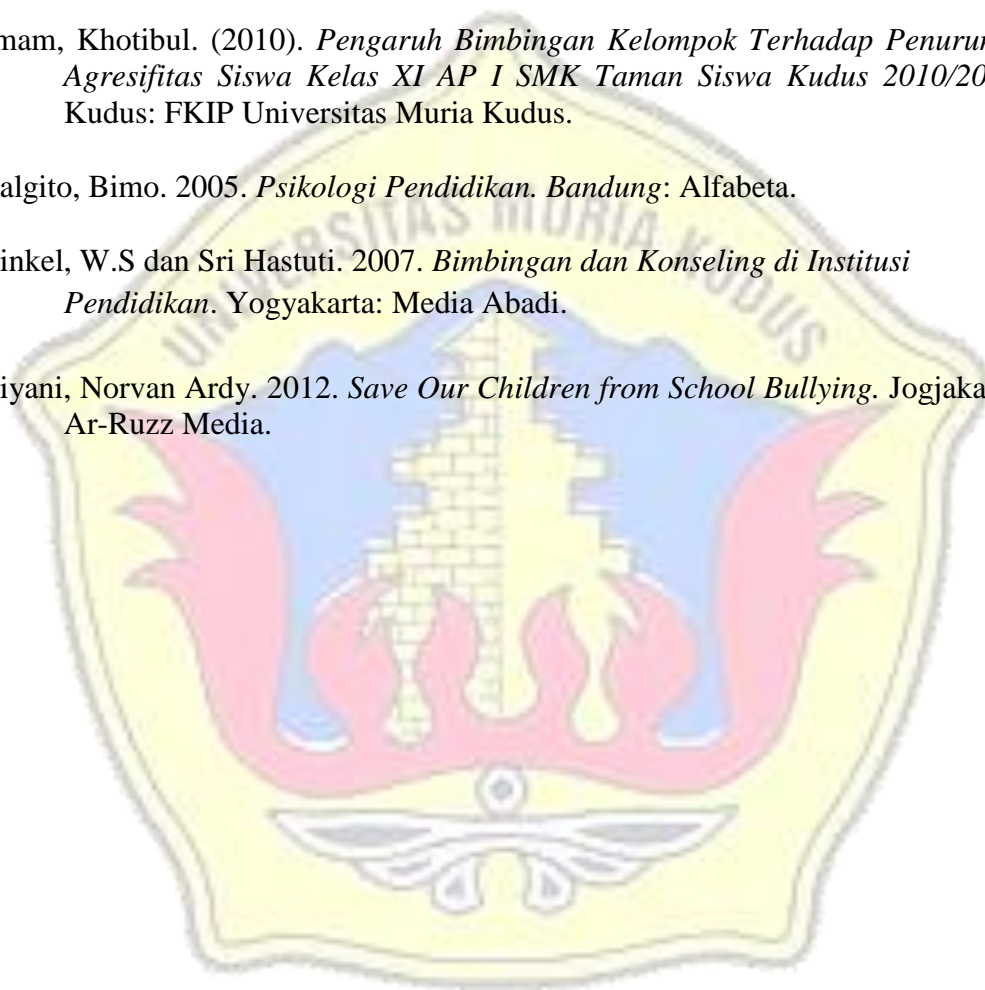 mam, Khotibul. (2010). Pengaruh Bimbingan Kelompok Terhadap Penurun
Agresifitas Siswa Kelas XI AP I SMK Taman Siswa Kudus 2010/20
Kudus: FKIP Universitas Muria Kudus.
algito, Bimo. 2005. Psikologi Pendidikan. Bandung: Alfabeta.
inkel, W.S dan Sri Hastuti. 2007. Bimbingan dan Konseling di Institusi
Pendidikan. Yogyakarta: Media Abadi.
iyani, Norvan Ardy. 2012. Save Our Children from School Bullying. Jogjaka
Ar-Ruzz Media.
UNIVERSITAS MURIA KUDUS